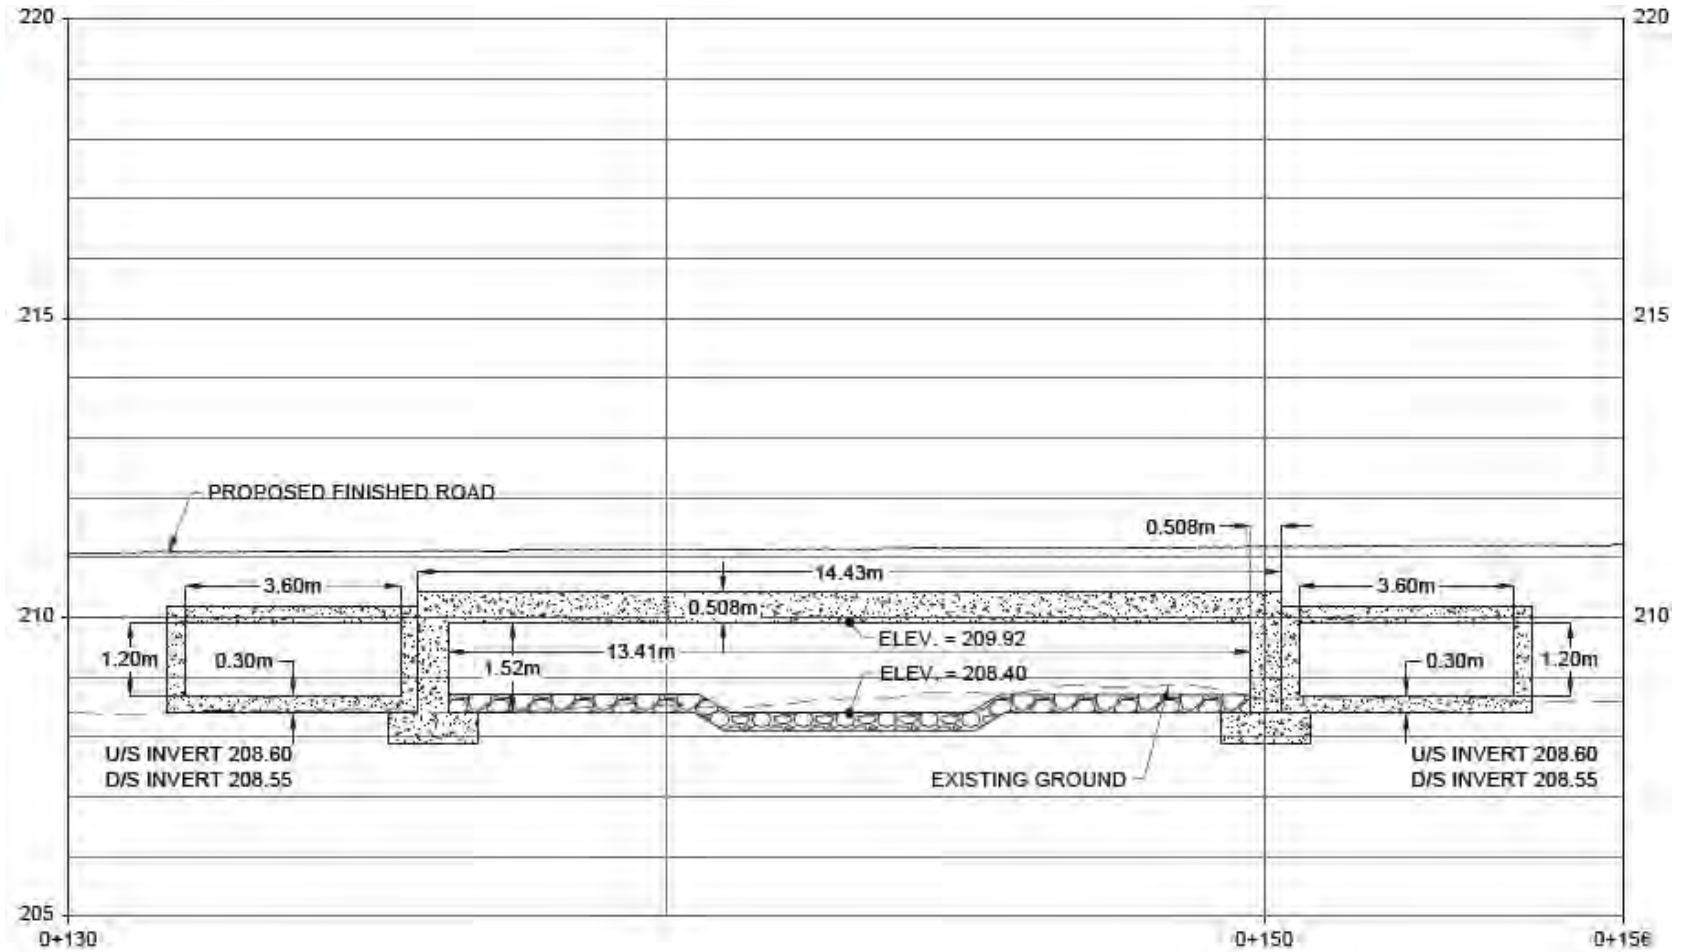 220
220
215
215
PROPOSED FINISHED ROAD
0.508m
14.43m
3.60m
3.60m
0.508m
210
210
ELEV. = 209.92
13.41m
1.20m
0.30m
1.52m
0.30m
1.20m
ELEV. = 208.40
U/S INVERT 208.60
D/S INVERT 208.55
EXISTING GROUND
U/S INVERT 208.60
D/S INVERT 208.55
205
0+130
0+150
0+156